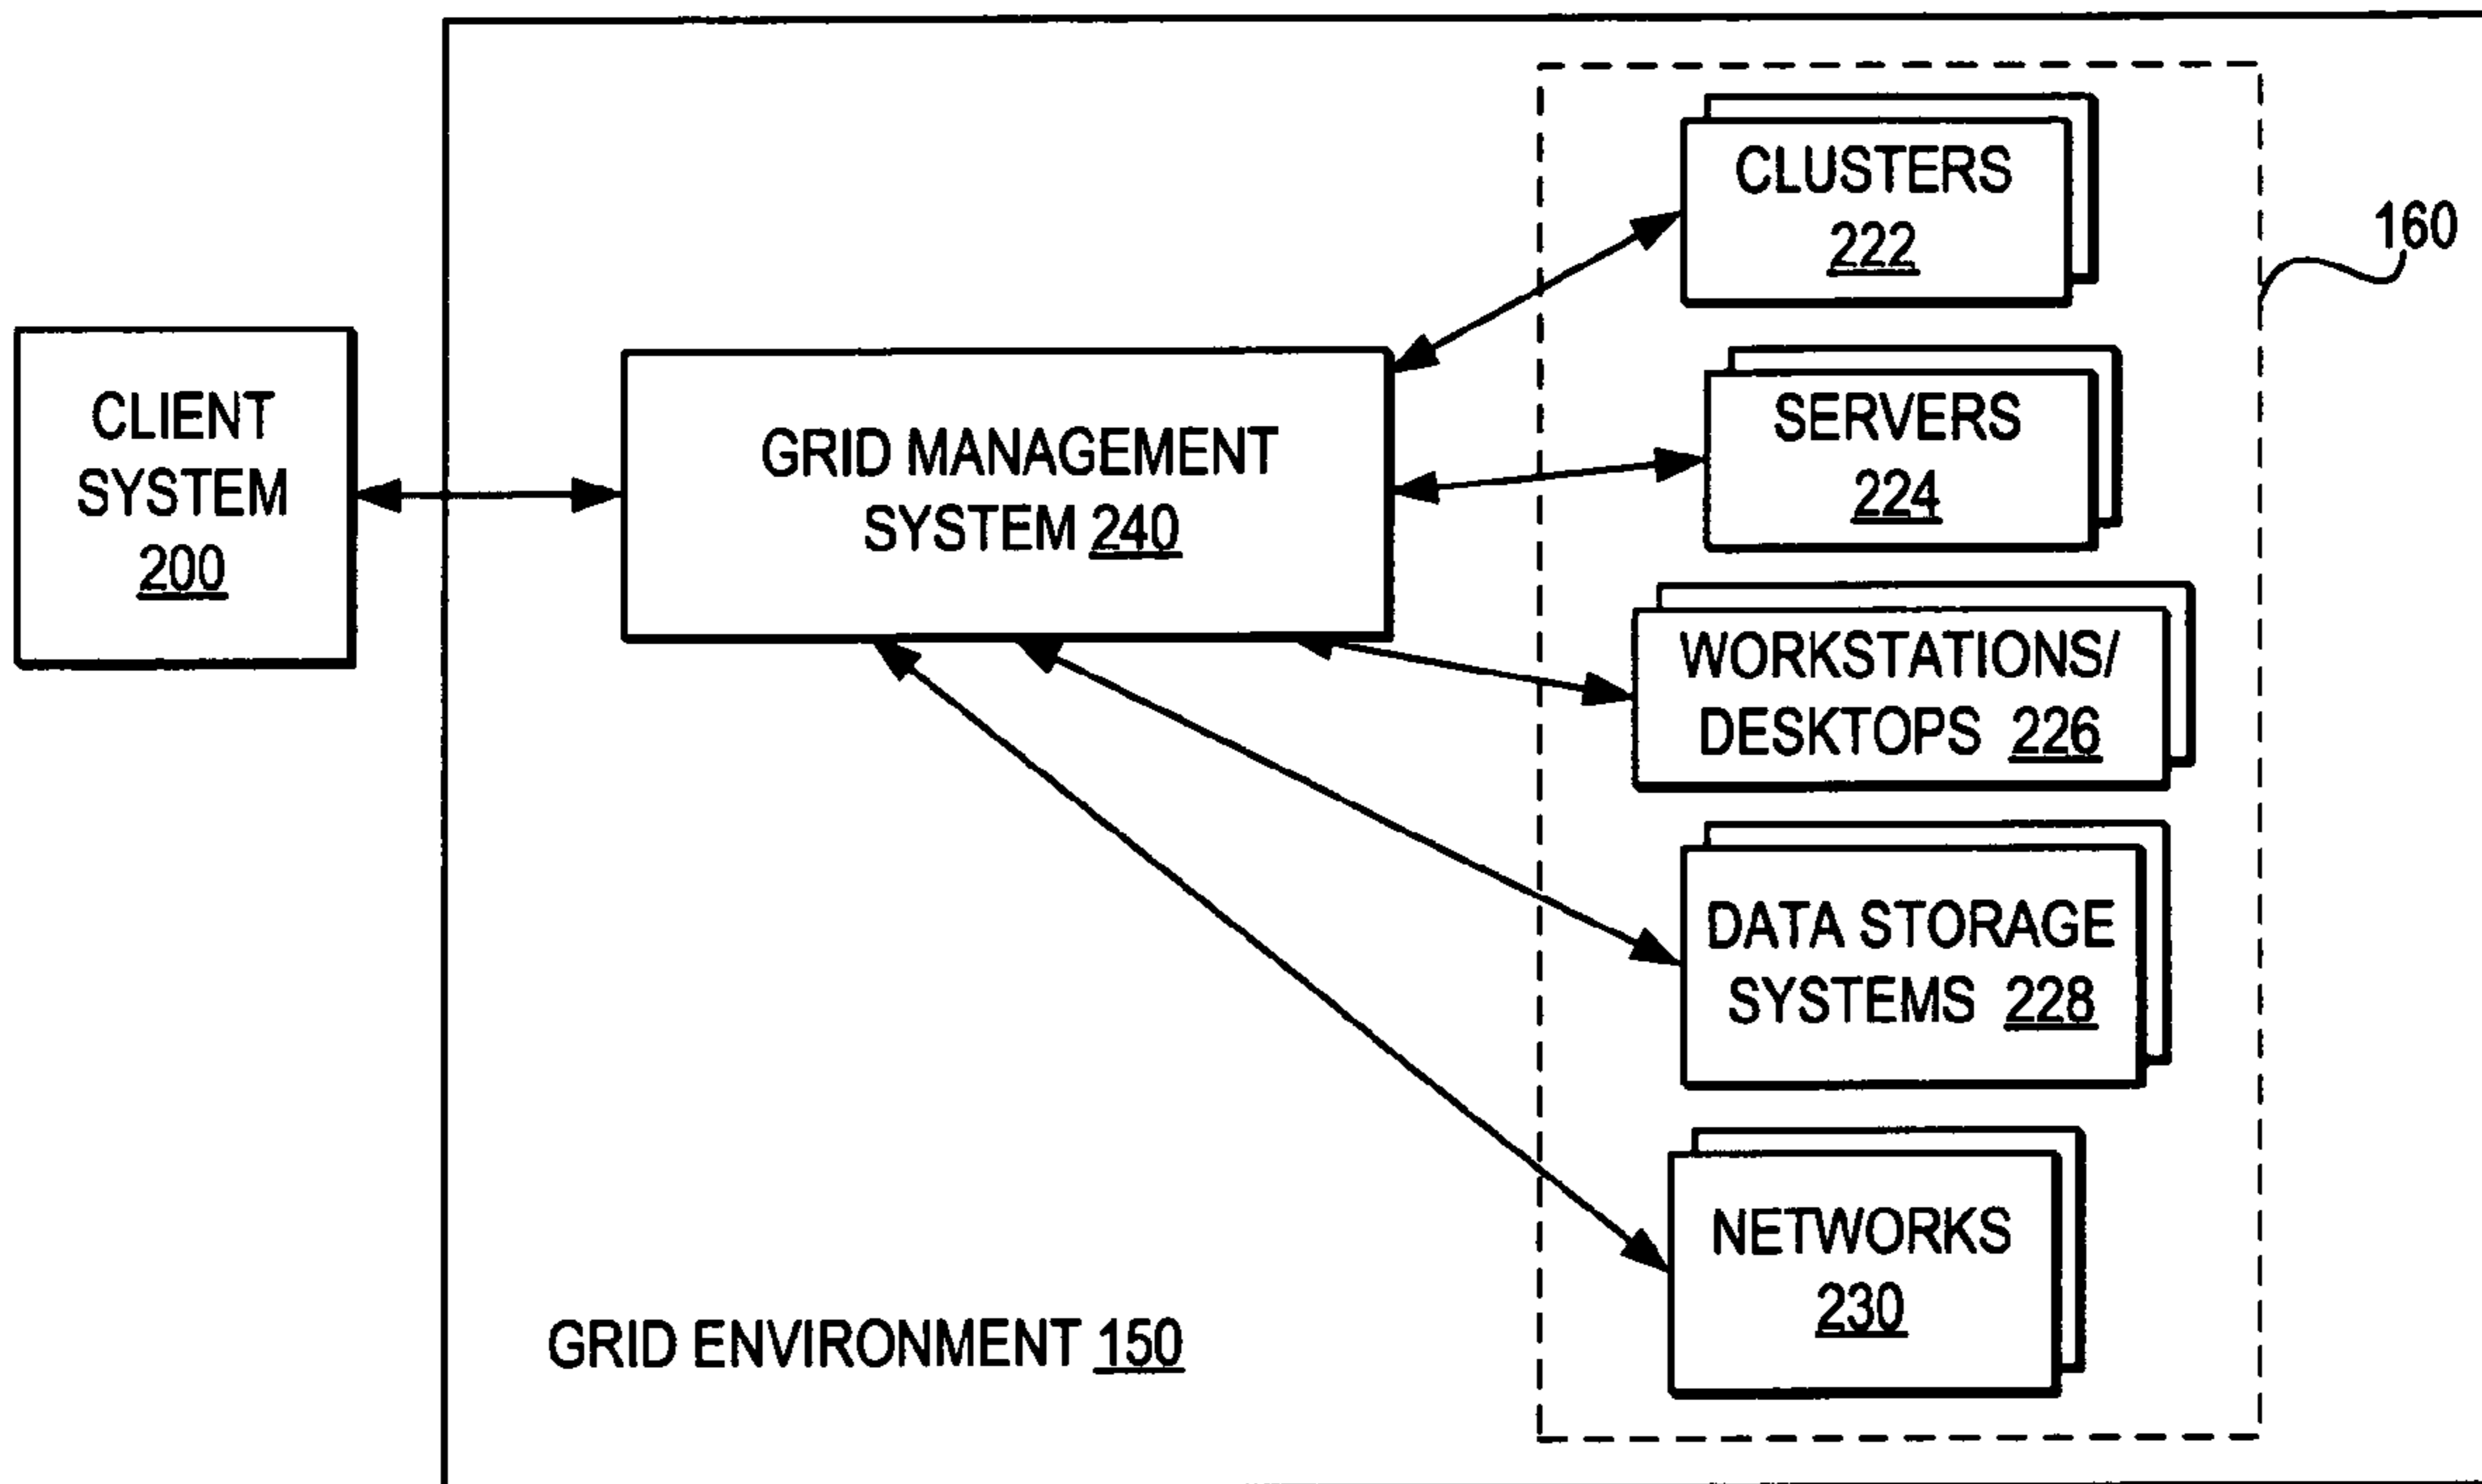 CLIENT
SYSTEM
200
GRID MANAGEMENT
SYSTEM 240
CLUSTERS
222
160
SERVERS
224
WORKSTATIONS/
DESKTOPS 226
DATA STORAGE
SYSTEMS 228
NETWORKS
230
GRID ENVIRONMENT 150